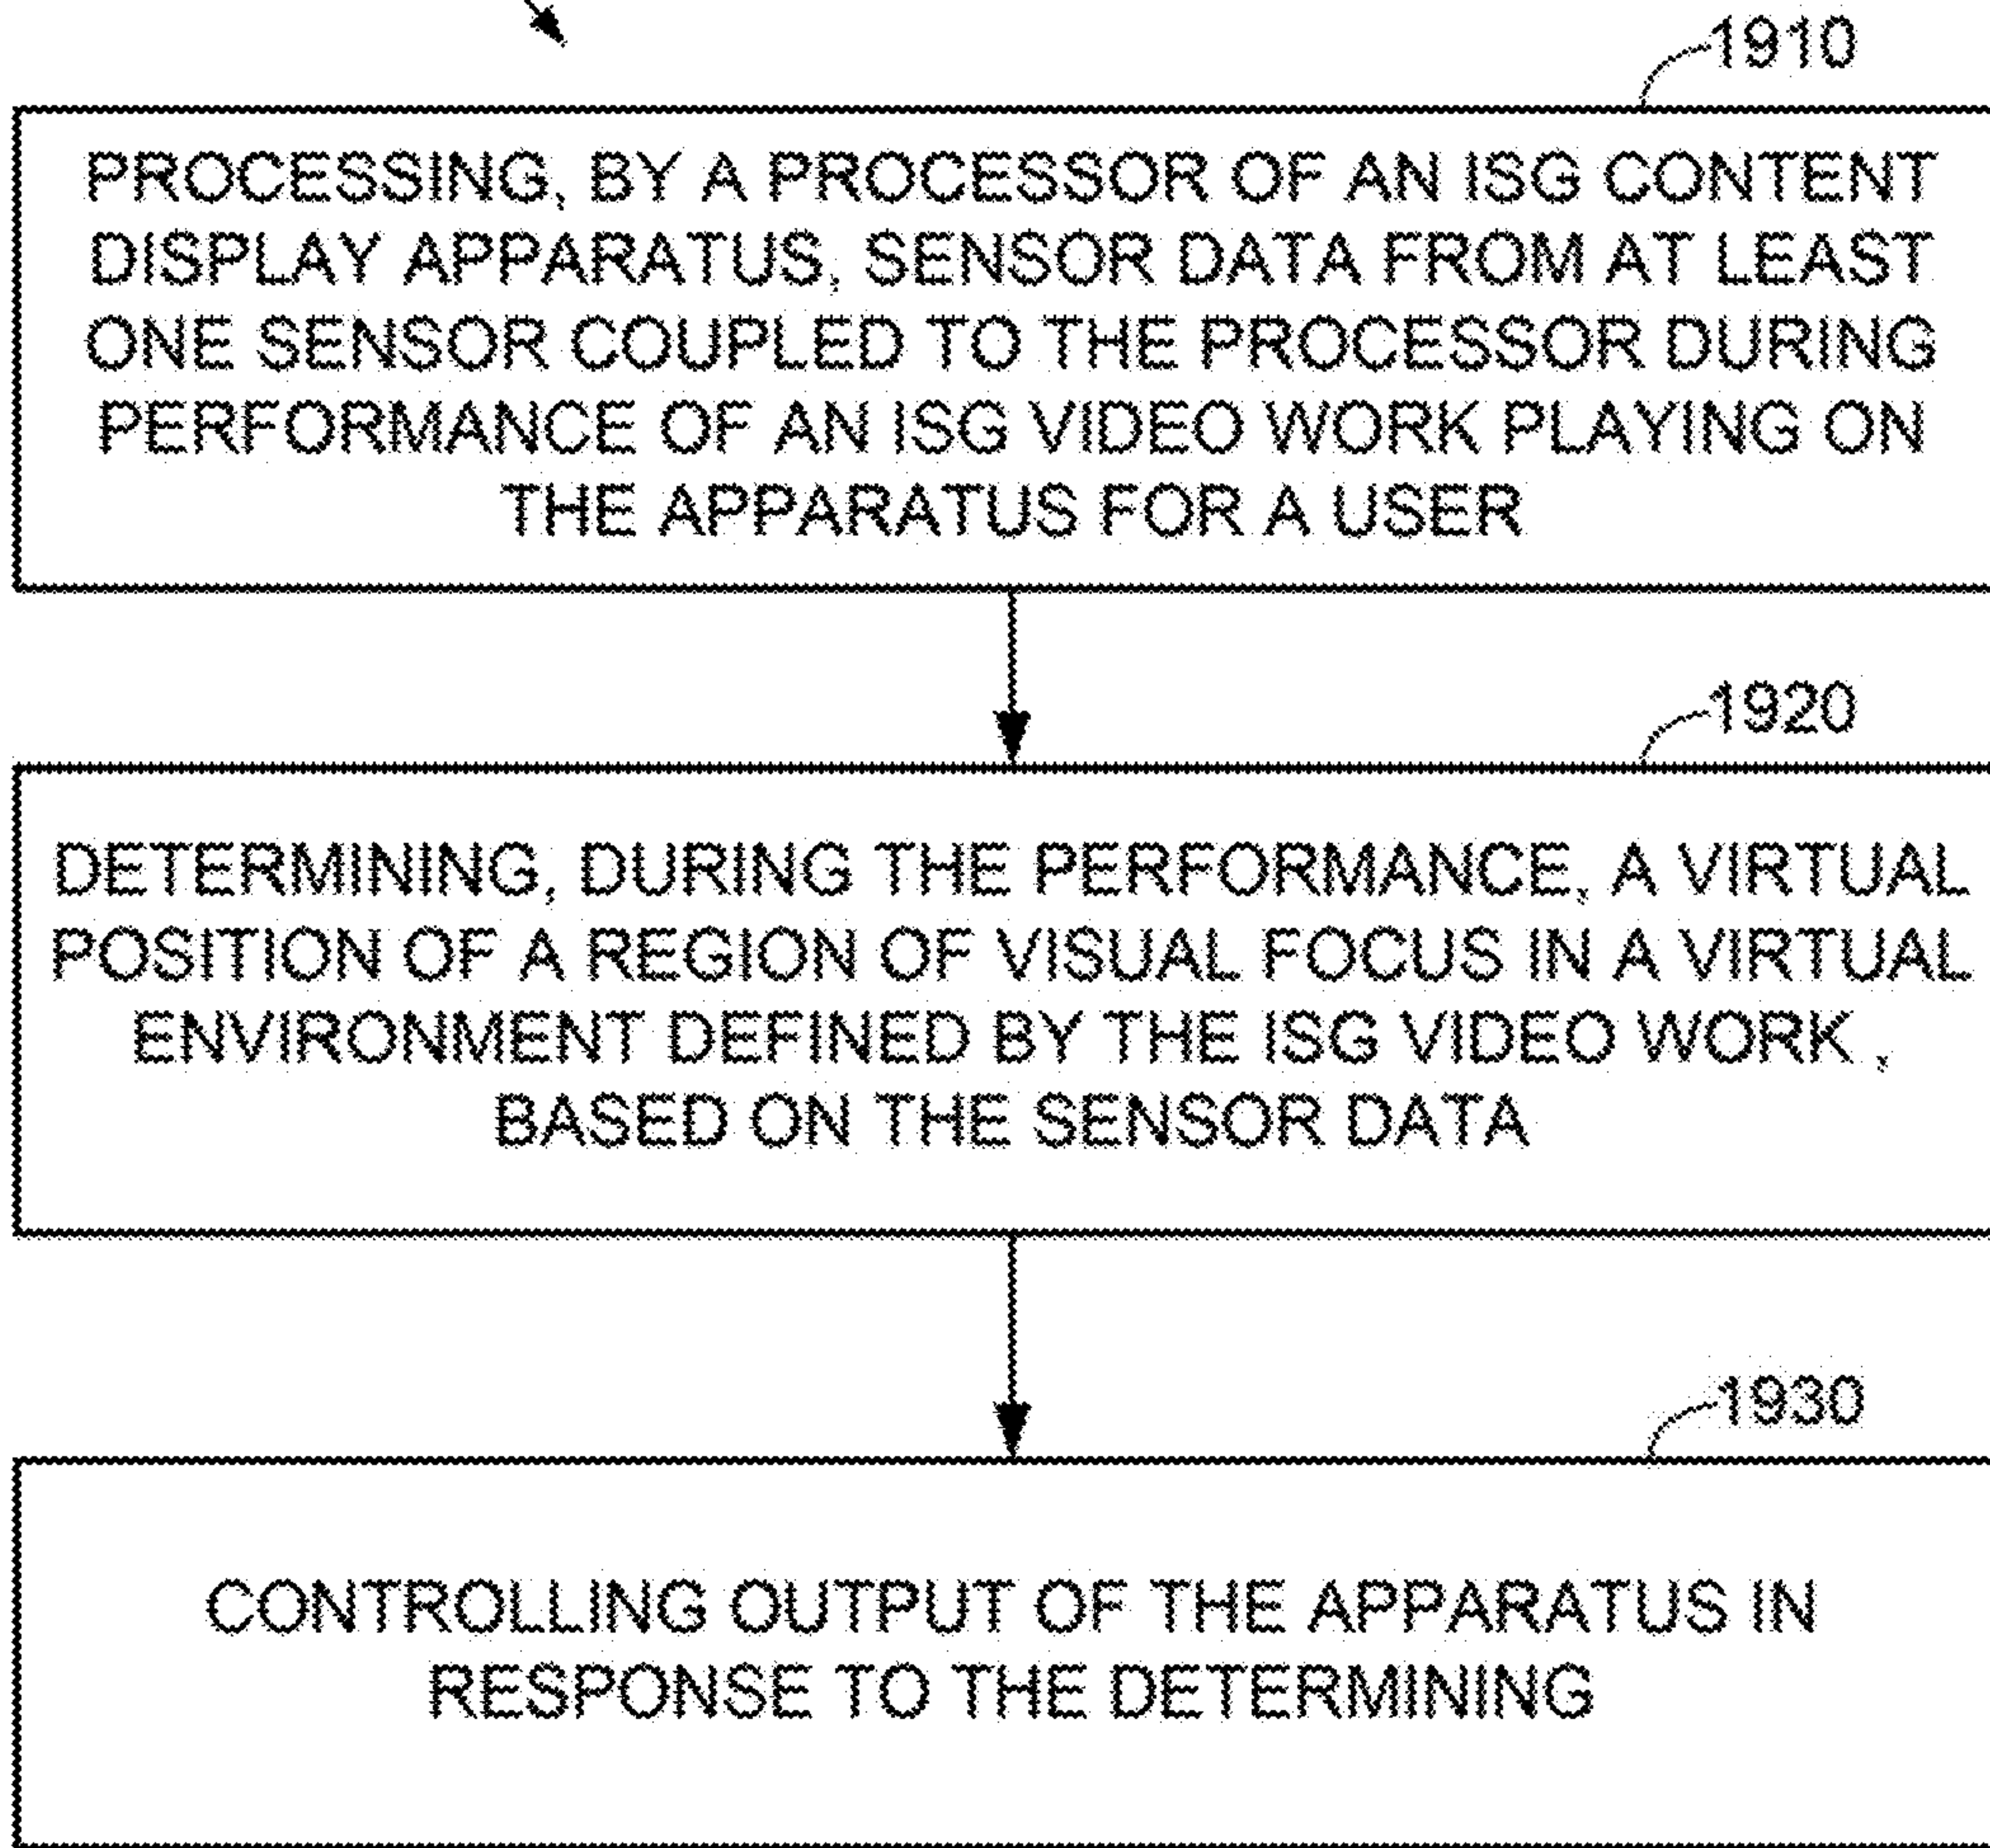 1910
PROCESSING, BY A PROCESSOR OF AN ISG CONTENT
DISPLAY APPARATUS, SENSOR DATA FROM AT LEAST
ONE SENSOR COUPLED TO THE PROCESSOR DURING
PERFORMANCE OF AN ISG VIDEO WORK PLAYING ON
THE APPARATUS FOR A USER
1920
DETERMINING, DURING THE PERFORMANCE, A VIRTUAL
POSITION OF A REGION OF VISUAL FOCUS IN A VIRTUAL
ENVIRONMENT DEFINED BY THE ISG VIDEO WORK ,
BASED ON THE SENSOR DATA
1930
CONTROLLING OUTPUT OF THE APPARATUS IN
RESPONSE TO THE DETERMINING